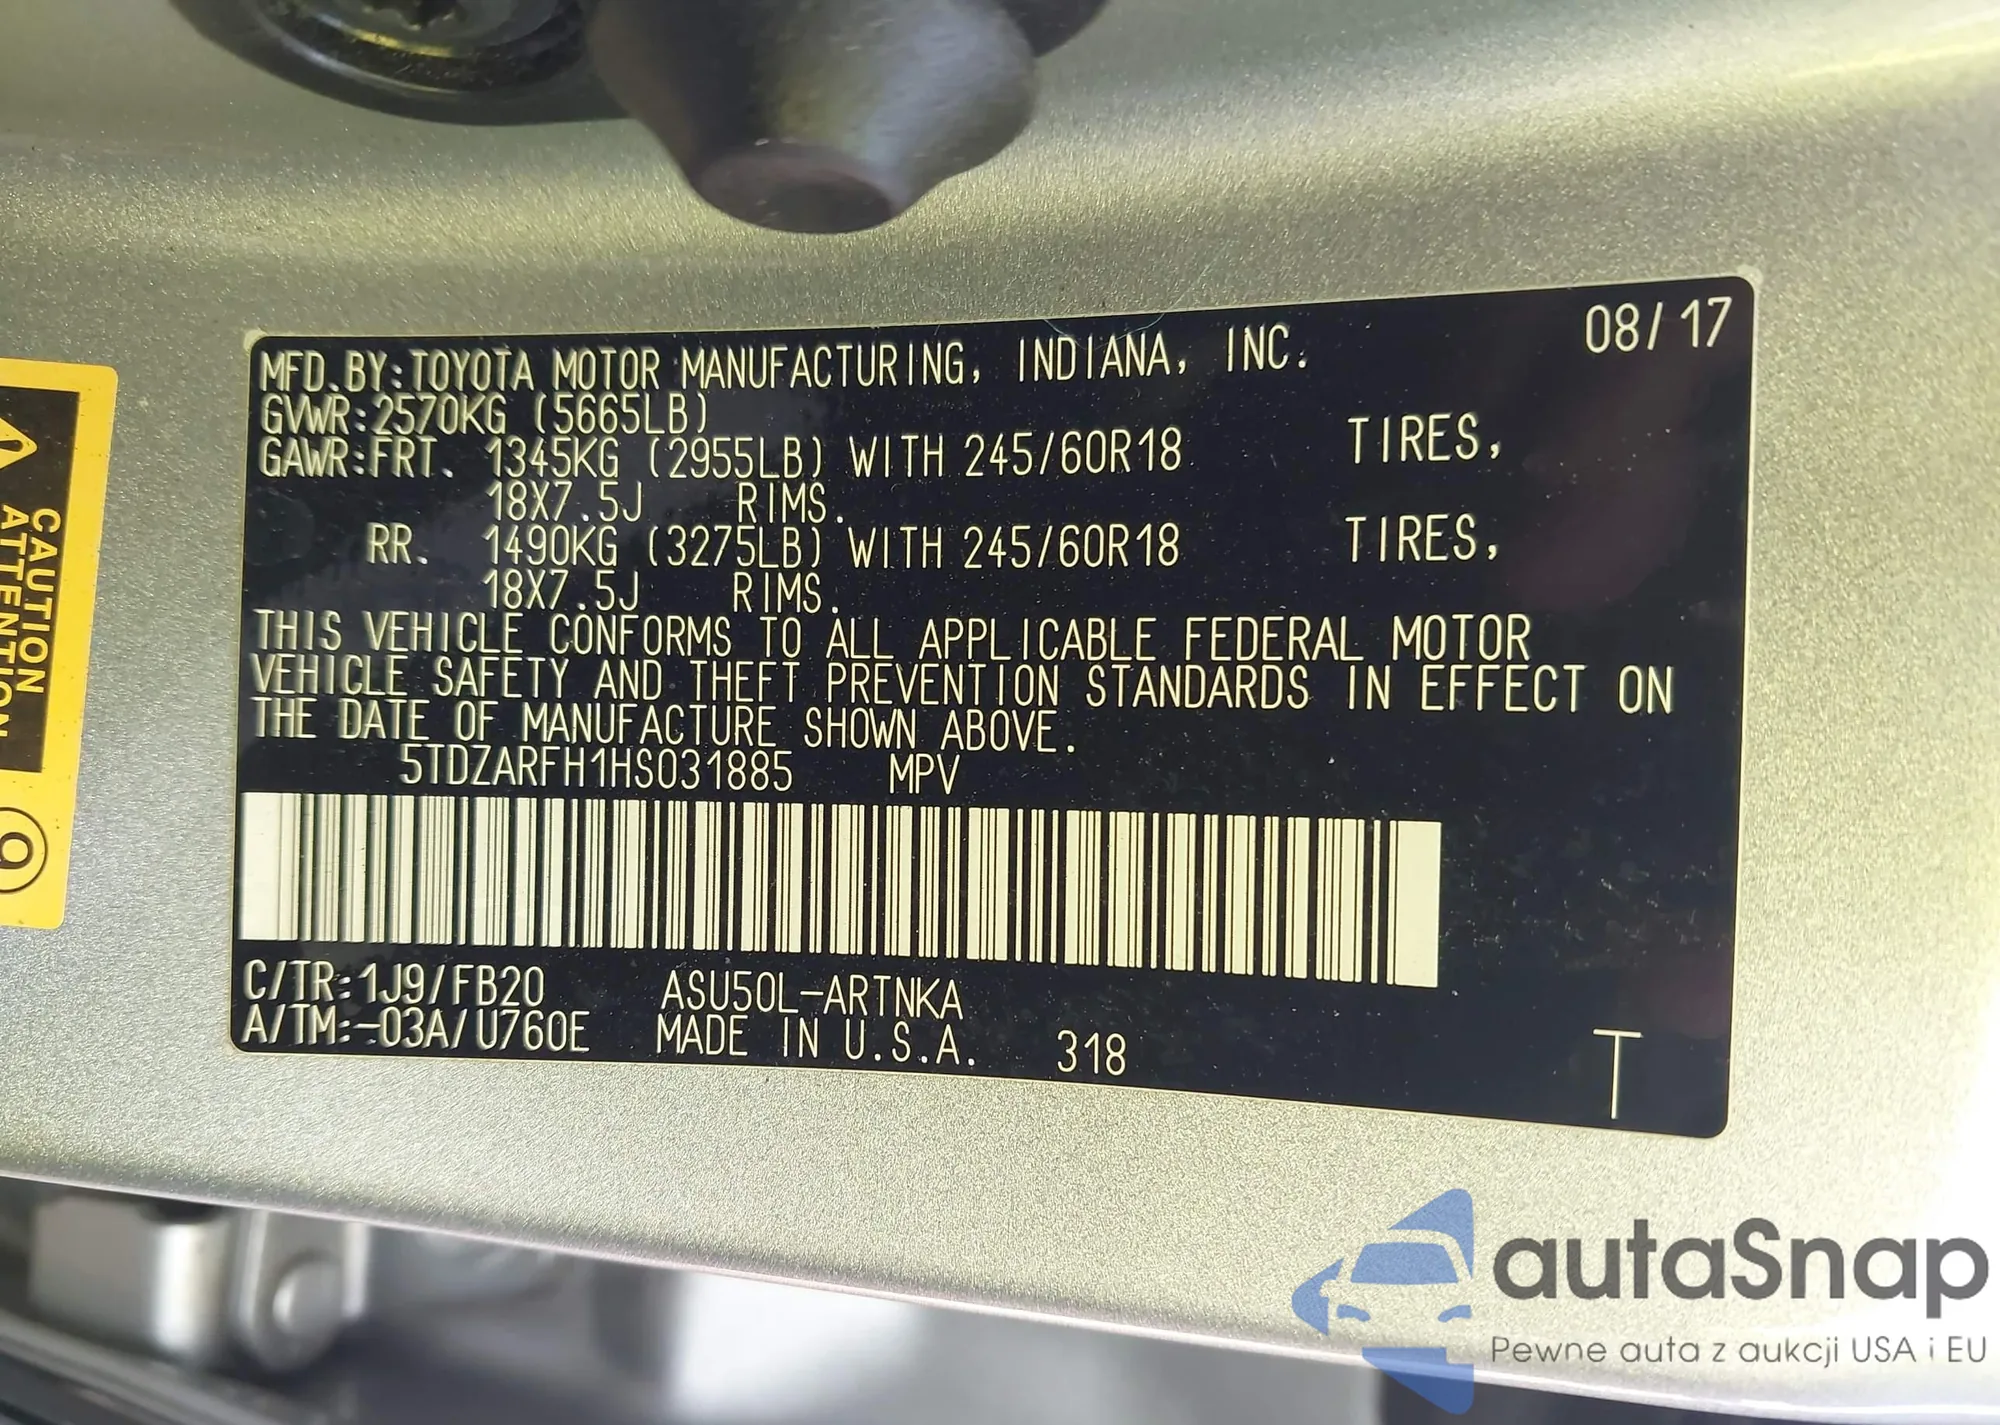 08/17
MFD.BY:TOYOTA MOTOR MANUFACTURING, INDIANA, INC.
GVWR:2570KG (5665LB)
GAWR:FRT. 1345KG (2955LB) WITH 245/60R18 TIRES,
18X7.5J RIMS.
RR. 1490KG (3275LB) WITH 245/60R18 TIRES,
18X7.5J RIMS.
THIS VEHICLE CONFORMS TO ALL APPLICABLE FEDERAL MOTOR
VEHICLE SAFETY AND THEFT PREVENTION STANDARDS IN EFFECT ON
THE DATE OF MANUFACTURE SHOWN ABOVE.
5TDZARFH1HS031885 MPV
C/TR:1J9/FB20 ASU50L-ARTNKA
A/TM:-03A/U760E MADE IN U.S.A. 318 T
CAUTION
ATTENTION
9
autaSnap
Pewne auta z aukcji USA i EU